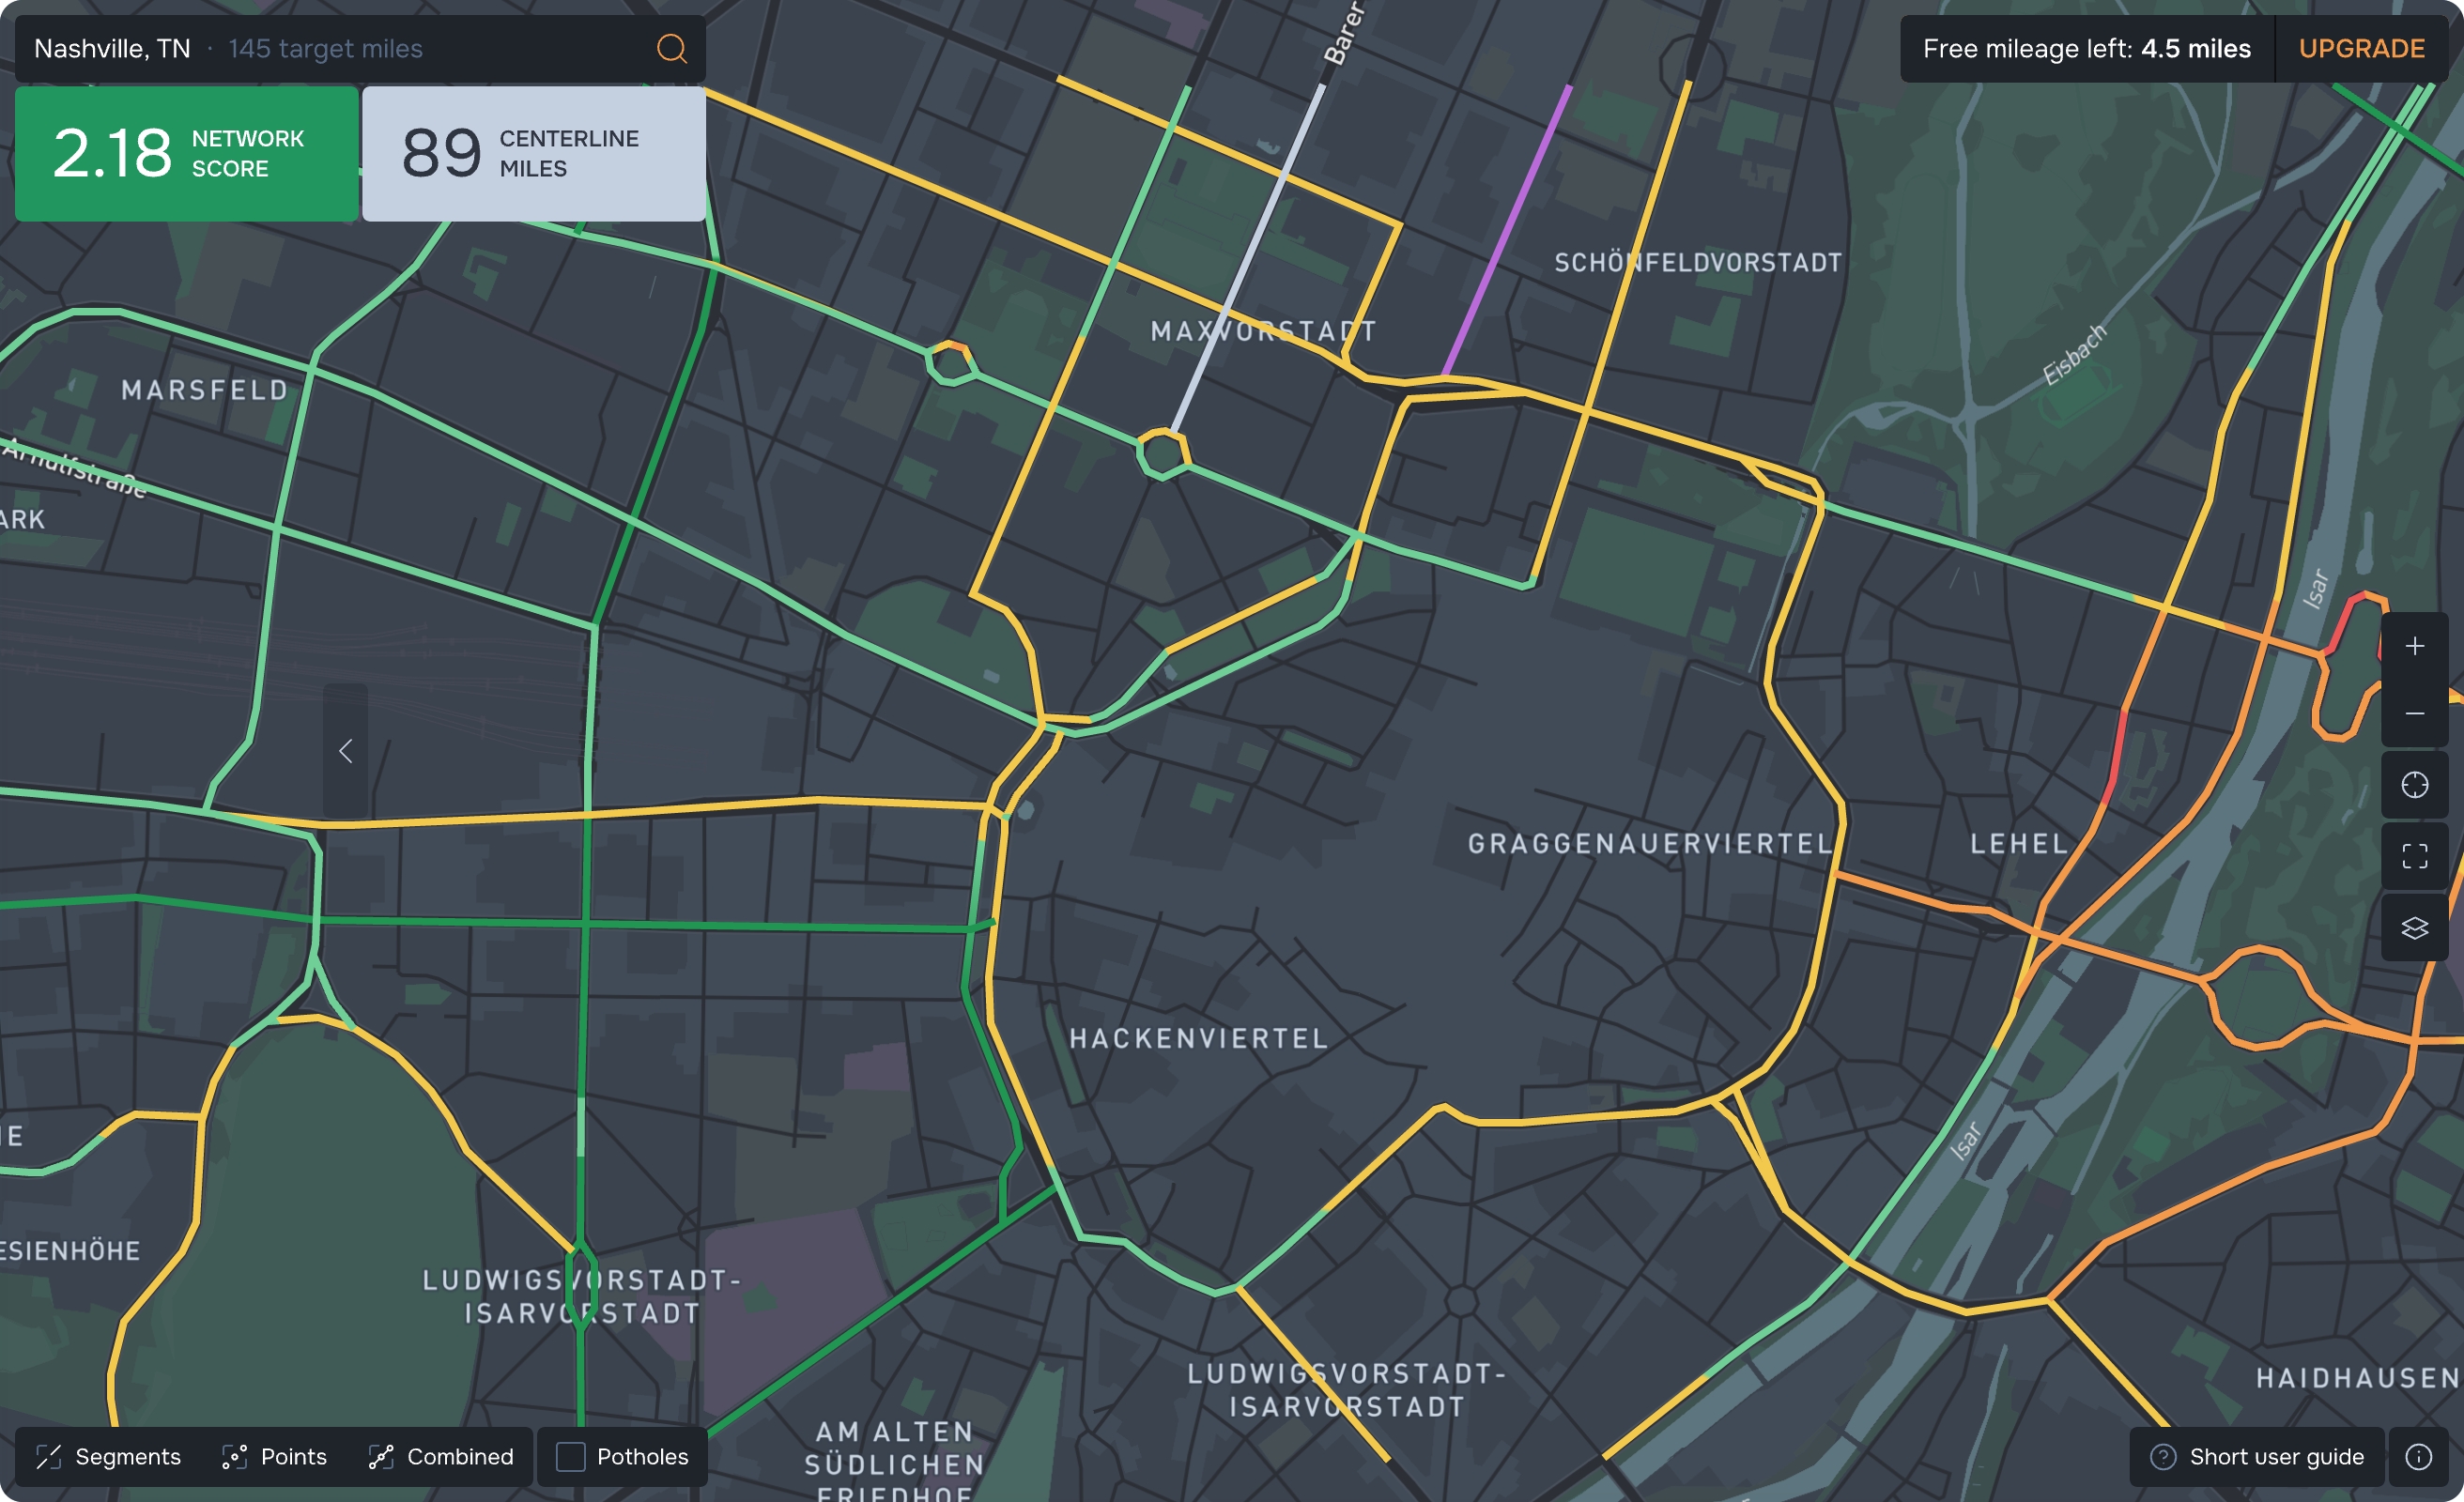 Nashville, TN · 145 target miles
Free mileage left: 4.5 miles
UPGRADE
2.18 NETWORK SCORE
89 CENTERLINE MILES
Barer
SCHÖNFELDVORSTADT
MAXVORSTADT
Eisbach
MARSFELD
Arnulfstraße
ARK
Isar
GRAGGENAUERVIERTEL
LEHEL
HACKENVIERTEL
IE
Isar
ESIENHÖHE
LUDWIGSVORSTADT-
ISARVORSTADT
LUDWIGSVORSTADT-
ISARVORSTADT
HAIDHAUSEN
AM ALTEN
SÜDLICHEN
FRIEDHOF
Segments
Points
Combined
Potholes
Short user guide